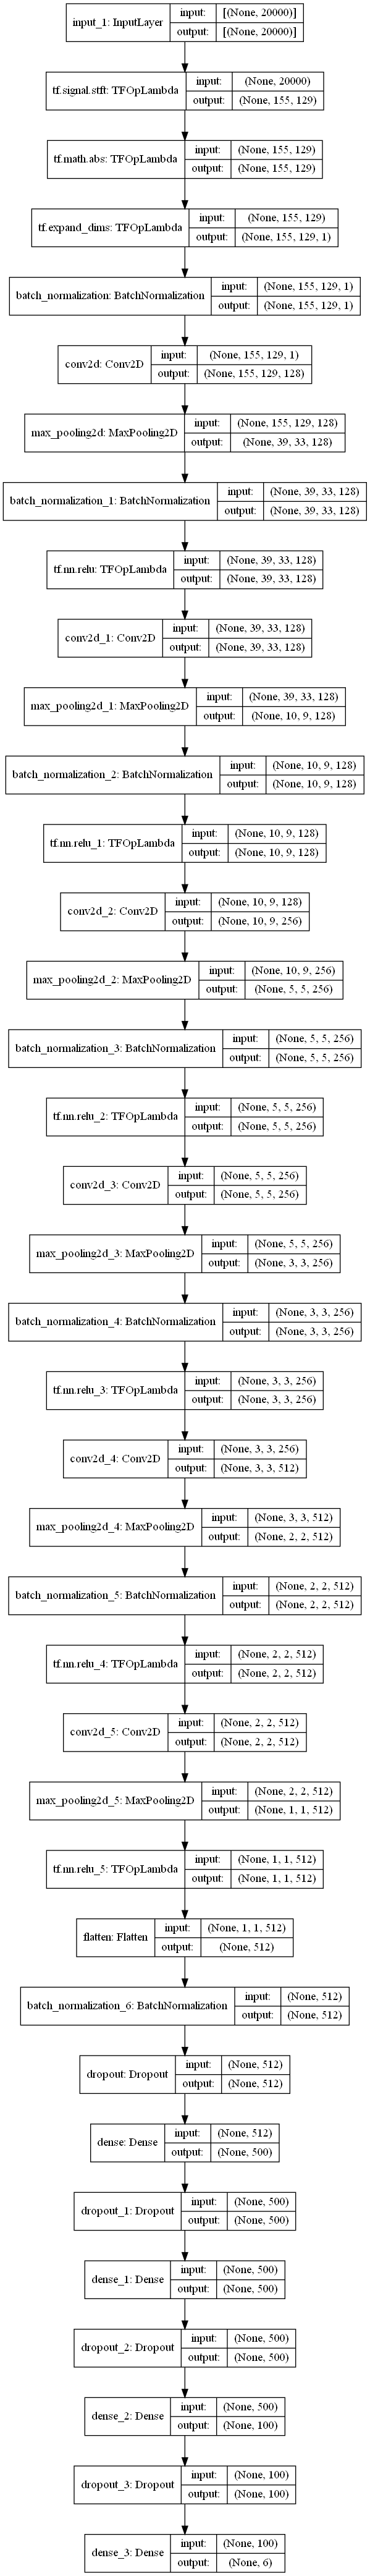 input_1: InputLayer
input:
[(None, 20000)]
output:
[(None, 20000)]
tf.signal.stft: TFOpLambda
input:
(None, 20000)
output:
(None, 155, 129)
tf.math.abs: TFOpLambda
input:
(None, 155, 129)
output:
(None, 155, 129)
tf.expand_dims: TFOpLambda
input:
(None, 155, 129)
output:
(None, 155, 129, 1)
batch_normalization: BatchNormalization
input:
(None, 155, 129, 1)
output:
(None, 155, 129, 1)
conv2d: Conv2D
input:
(None, 155, 129, 1)
output:
(None, 155, 129, 128)
max_pooling2d: MaxPooling2D
input:
(None, 155, 129, 128)
output:
(None, 39, 33, 128)
batch_normalization_1: BatchNormalization
input:
(None, 39, 33, 128)
output:
(None, 39, 33, 128)
tf.nn.relu: TFOpLambda
input:
(None, 39, 33, 128)
output:
(None, 39, 33, 128)
conv2d_1: Conv2D
input:
(None, 39, 33, 128)
output:
(None, 39, 33, 128)
max_pooling2d_1: MaxPooling2D
input:
(None, 39, 33, 128)
output:
(None, 10, 9, 128)
batch_normalization_2: BatchNormalization
input:
(None, 10, 9, 128)
output:
(None, 10, 9, 128)
tf.nn.relu_1: TFOpLambda
input:
(None, 10, 9, 128)
output:
(None, 10, 9, 128)
conv2d_2: Conv2D
input:
(None, 10, 9, 128)
output:
(None, 10, 9, 256)
max_pooling2d_2: MaxPooling2D
input:
(None, 10, 9, 256)
output:
(None, 5, 5, 256)
batch_normalization_3: BatchNormalization
input:
(None, 5, 5, 256)
output:
(None, 5, 5, 256)
tf.nn.relu_2: TFOpLambda
input:
(None, 5, 5, 256)
output:
(None, 5, 5, 256)
conv2d_3: Conv2D
input:
(None, 5, 5, 256)
output:
(None, 5, 5, 256)
max_pooling2d_3: MaxPooling2D
input:
(None, 5, 5, 256)
output:
(None, 3, 3, 256)
batch_normalization_4: BatchNormalization
input:
(None, 3, 3, 256)
output:
(None, 3, 3, 256)
tf.nn.relu_3: TFOpLambda
input:
(None, 3, 3, 256)
output:
(None, 3, 3, 256)
conv2d_4: Conv2D
input:
(None, 3, 3, 256)
output:
(None, 3, 3, 512)
max_pooling2d_4: MaxPooling2D
input:
(None, 3, 3, 512)
output:
(None, 2, 2, 512)
batch_normalization_5: BatchNormalization
input:
(None, 2, 2, 512)
output:
(None, 2, 2, 512)
tf.nn.relu_4: TFOpLambda
input:
(None, 2, 2, 512)
output:
(None, 2, 2, 512)
conv2d_5: Conv2D
input:
(None, 2, 2, 512)
output:
(None, 2, 2, 512)
max_pooling2d_5: MaxPooling2D
input:
(None, 2, 2, 512)
output:
(None, 1, 1, 512)
tf.nn.relu_5: TFOpLambda
input:
(None, 1, 1, 512)
output:
(None, 1, 1, 512)
flatten: Flatten
input:
(None, 1, 1, 512)
output:
(None, 512)
batch_normalization_6: BatchNormalization
input:
(None, 512)
output:
(None, 512)
dropout: Dropout
input:
(None, 512)
output:
(None, 512)
dense: Dense
input:
(None, 512)
output:
(None, 500)
dropout_1: Dropout
input:
(None, 500)
output:
(None, 500)
dense_1: Dense
input:
(None, 500)
output:
(None, 500)
dropout_2: Dropout
input:
(None, 500)
output:
(None, 500)
dense_2: Dense
input:
(None, 500)
output:
(None, 100)
dropout_3: Dropout
input:
(None, 100)
output:
(None, 100)
dense_3: Dense
input:
(None, 100)
output:
(None, 6)